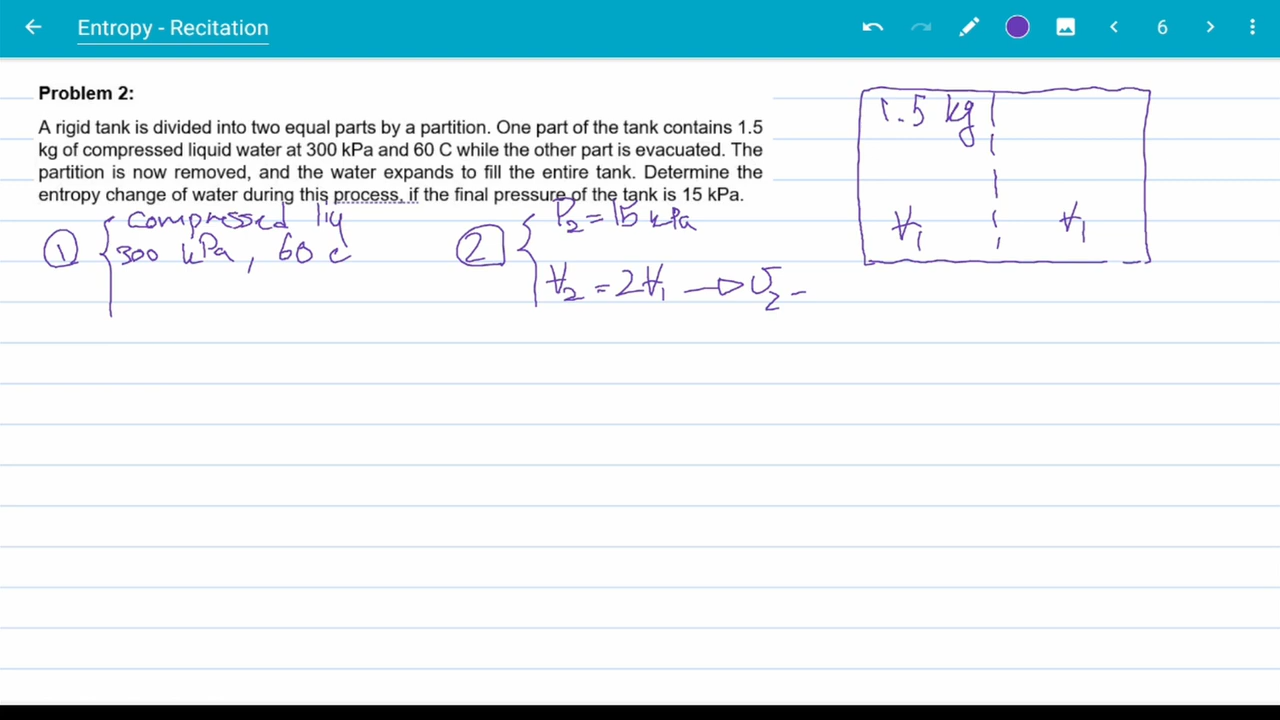 Entropy - Recitation
6
Problem 2:
A rigid tank is divided into two equal parts by a partition. One part of the tank contains 1.5
kg of compressed liquid water at 300 kPa and 60 C while the other part is evacuated. The
partition is now removed, and the water expands to fill the entire tank. Determine the
entropy change of water during this process, if the final pressure of the tank is 15 kPa.
1.5 kg
V₁ V₁
① compressed liq
300 kPa, 60 c
② P₂ = 15 kPa
V₂ = 2V₁ → υ₂ =